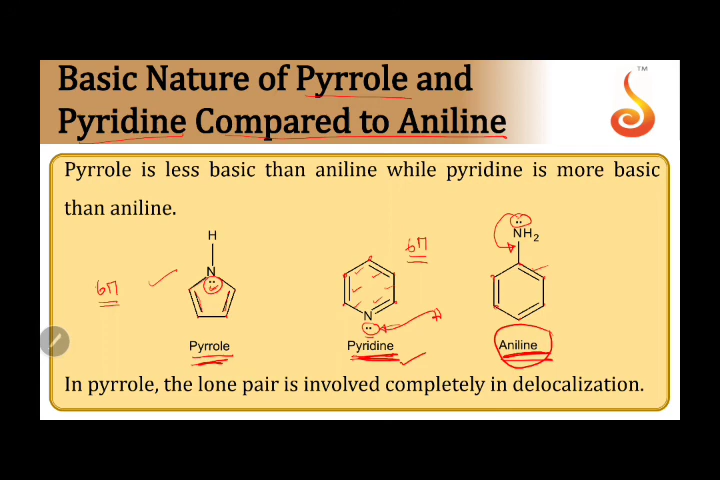 TM
Basic Nature of Pyrrole and
Pyridine Compared to Aniline
Pyrrole is less basic than aniline while pyridine is more basic
than aniline.
H
N
6π
N
6π
H
NH2
Pyrrole
Pyridine
Aniline
In pyrrole, the lone pair is involved completely in delocalization.